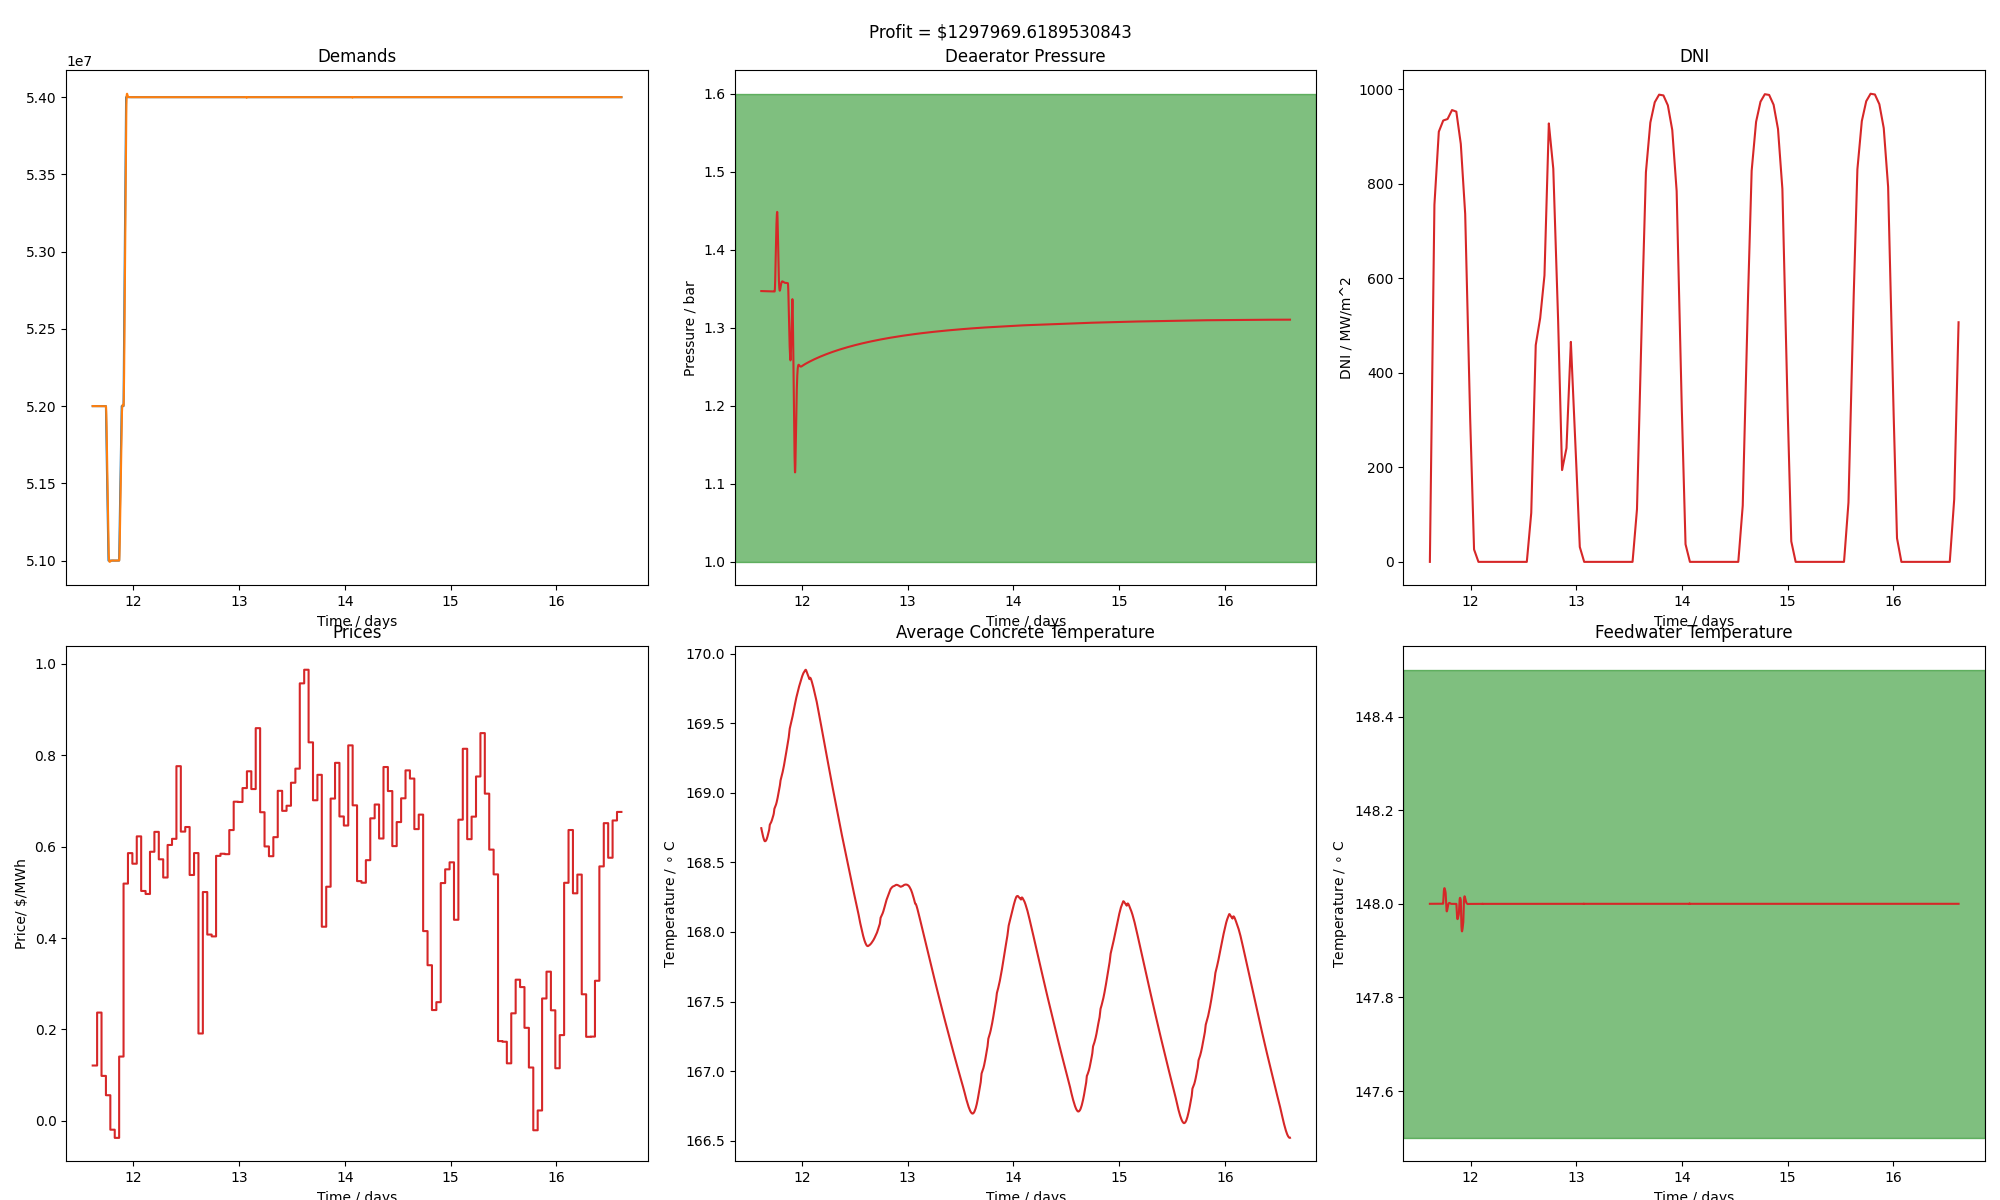 Profit = $1297969.6189530843
Demands
1e7
5.40
5.35
5.30
5.25
5.20
5.15
5.10
12 13 14 15 16
Time / days
Deaerator Pressure
Pressure / bar
1.6
1.5
1.4
1.3
1.2
1.1
1.0
12 13 14 15 16
Time / days
DNI
DNI / MW/m^2
1000
800
600
400
200
0
12 13 14 15 16
Time / days
Prices
Price/ $/MWh
1.0
0.8
0.6
0.4
0.2
0.0
12 13 14 15 16
Time / days
Average Concrete Temperature
Temperature / ∘ C
170.0
169.5
169.0
168.5
168.0
167.5
167.0
166.5
12 13 14 15 16
Time / days
Feedwater Temperature
Temperature / ∘ C
148.4
148.2
148.0
147.8
147.6
12 13 14 15 16
Time / days